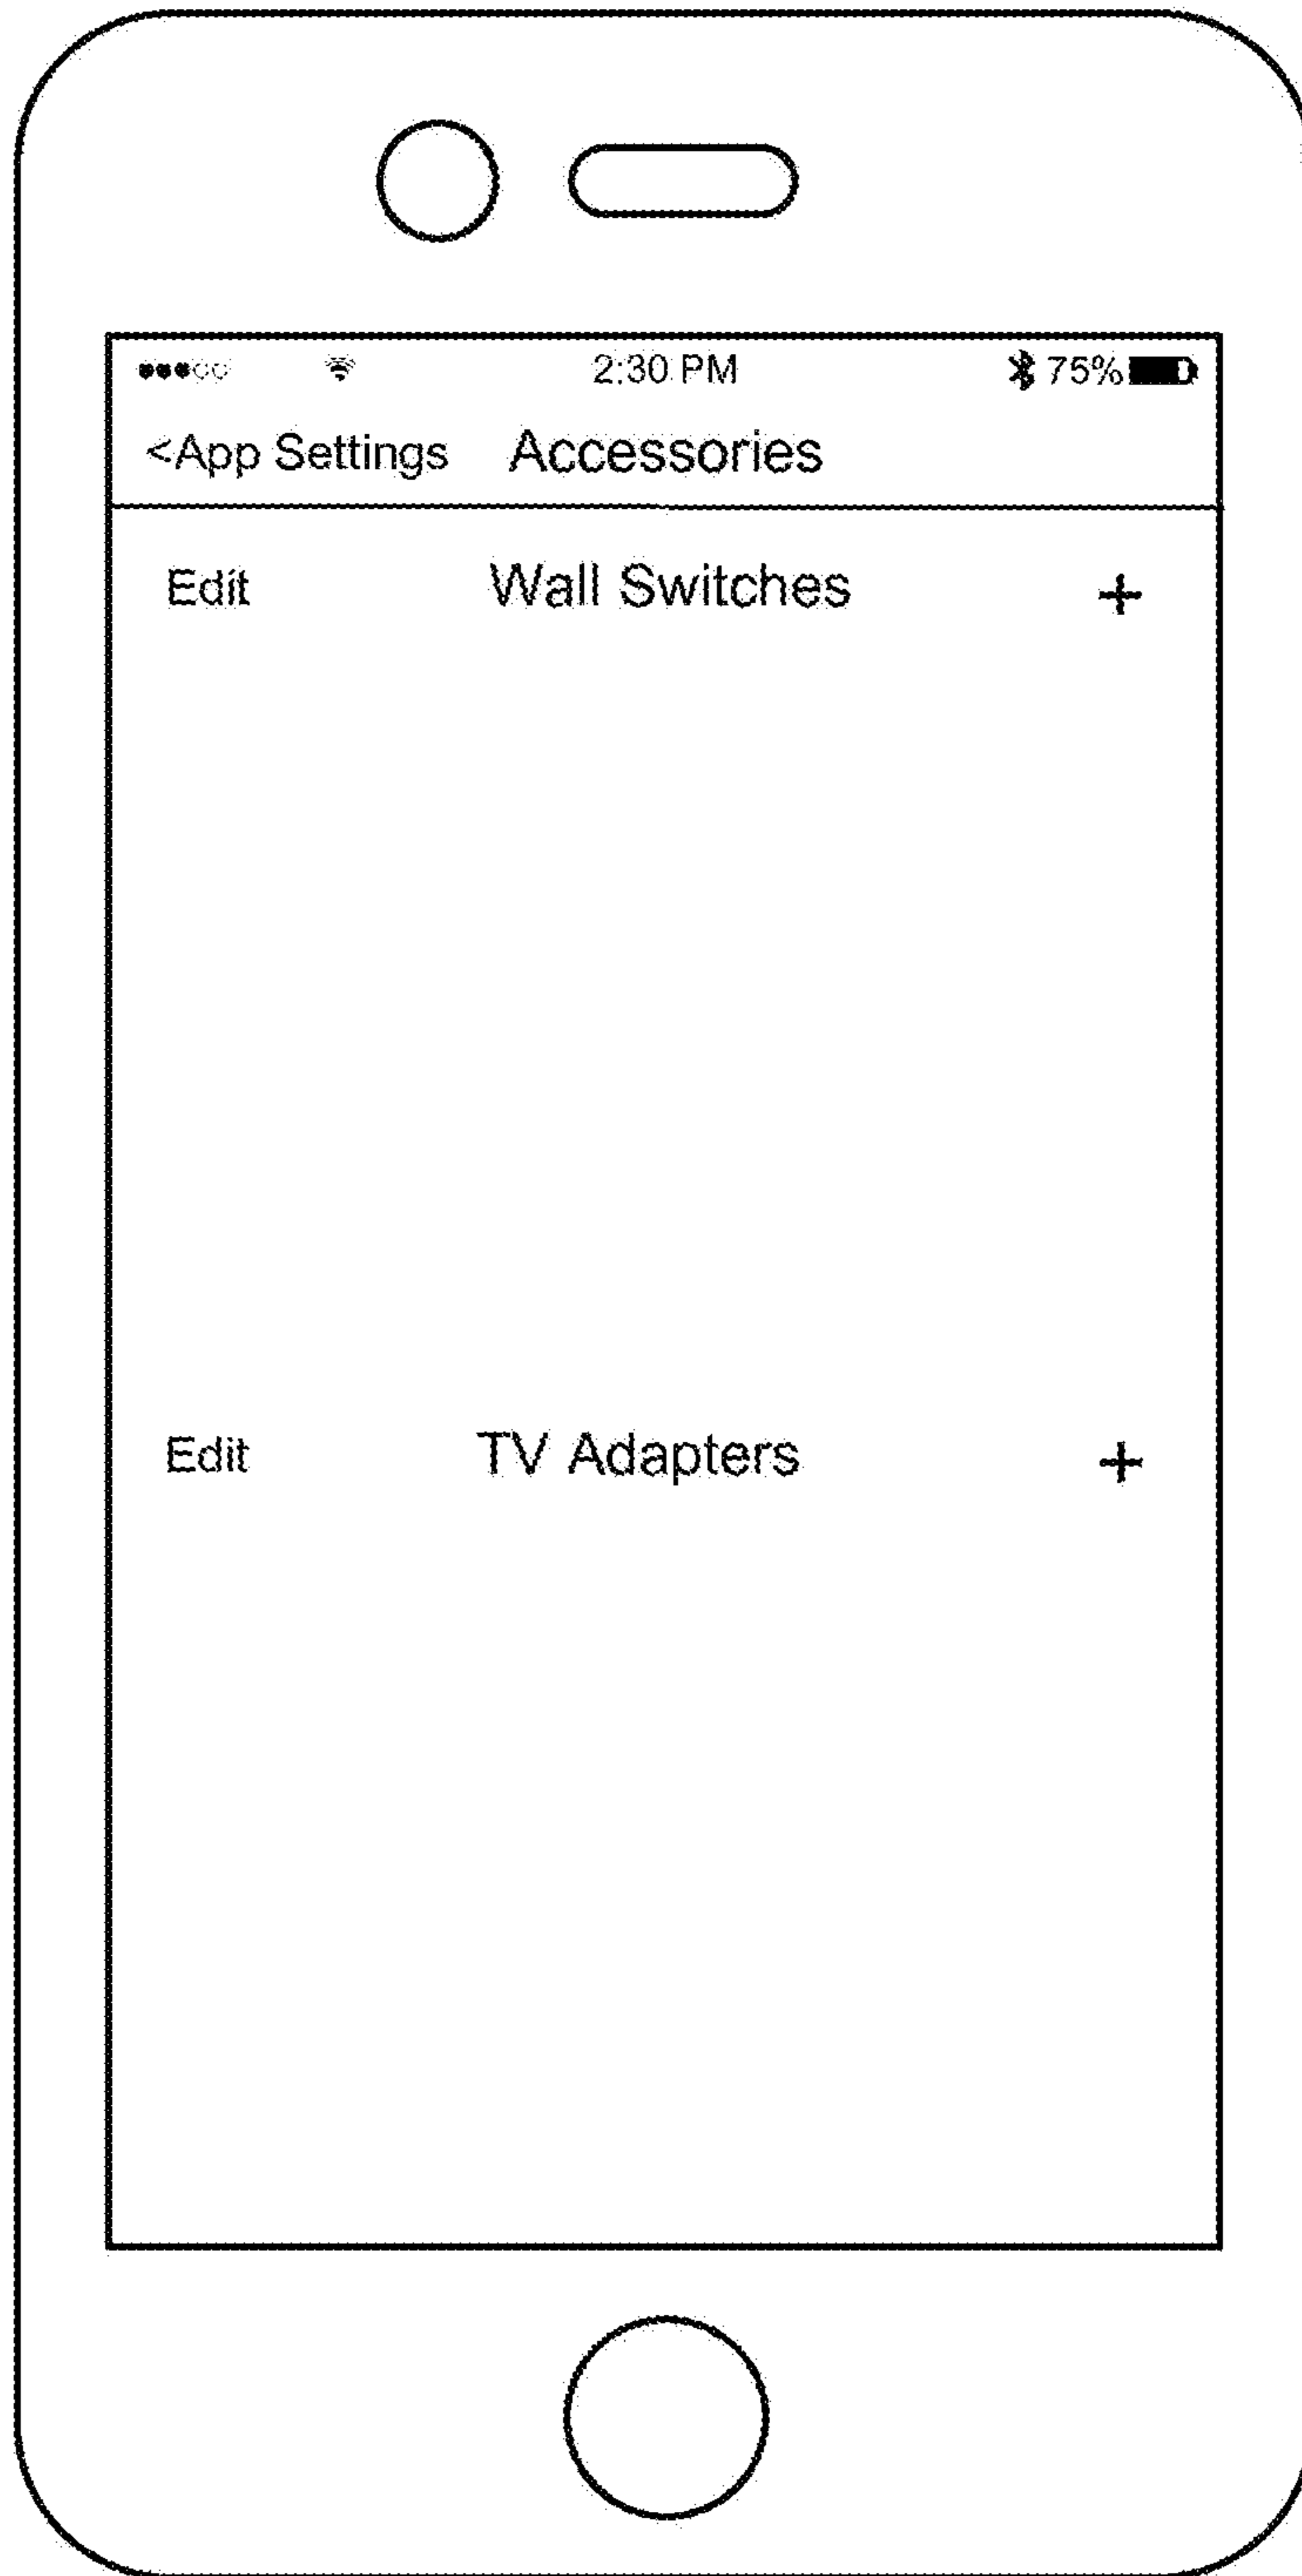 2:30 PM 75%
<App Settings Accessories
Edit Wall Switches +
Edit TV Adapters +